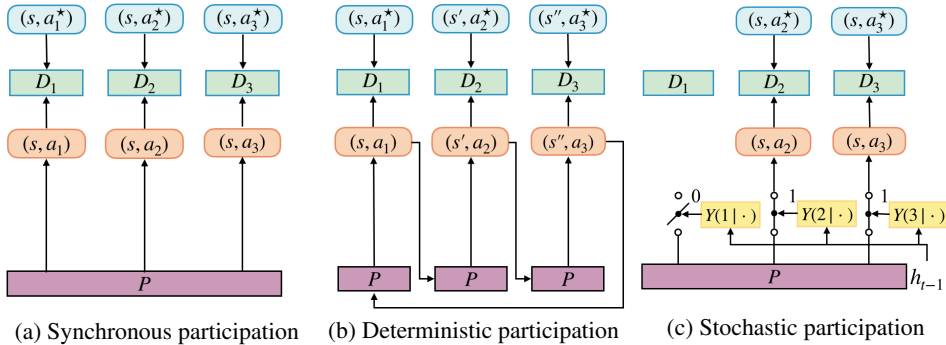 (s, a₁⋆) (s, a₂⋆) (s, a₃⋆)
D₁ D₂ D₃
(s, a₁) (s, a₂) (s, a₃)
P
(a) Synchronous participation
(s, a₁⋆) (s′, a₂⋆) (s″, a₃⋆)
D₁ D₂ D₃
(s, a₁) (s′, a₂) (s″, a₃)
P P P
(b) Deterministic participation
(s, a₂⋆) (s, a₃⋆)
D₁ D₂ D₃
(s, a₂) (s, a₃)
0 1 1
Y(1 | ·) Y(2 | ·) Y(3 | ·)
P hₜ₋₁
(c) Stochastic participation